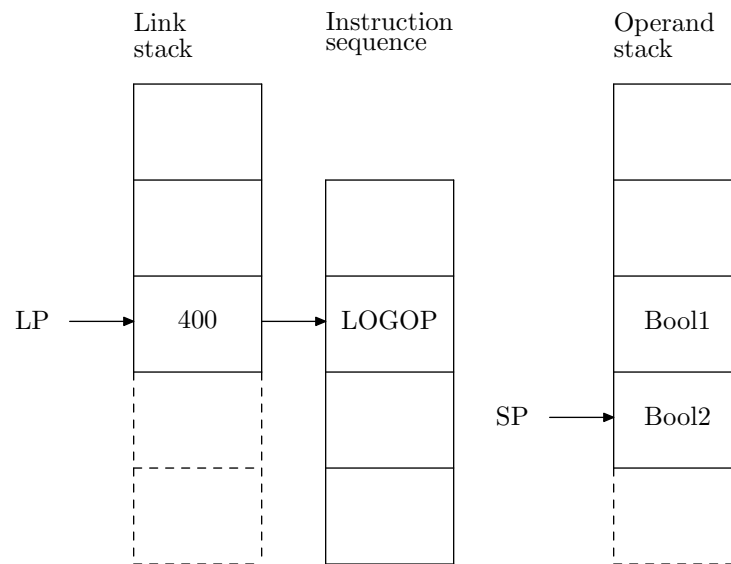 Link
stack
Instruction
sequence
Operand
stack
LP
400
LOGOP
Bool1
SP
Bool2